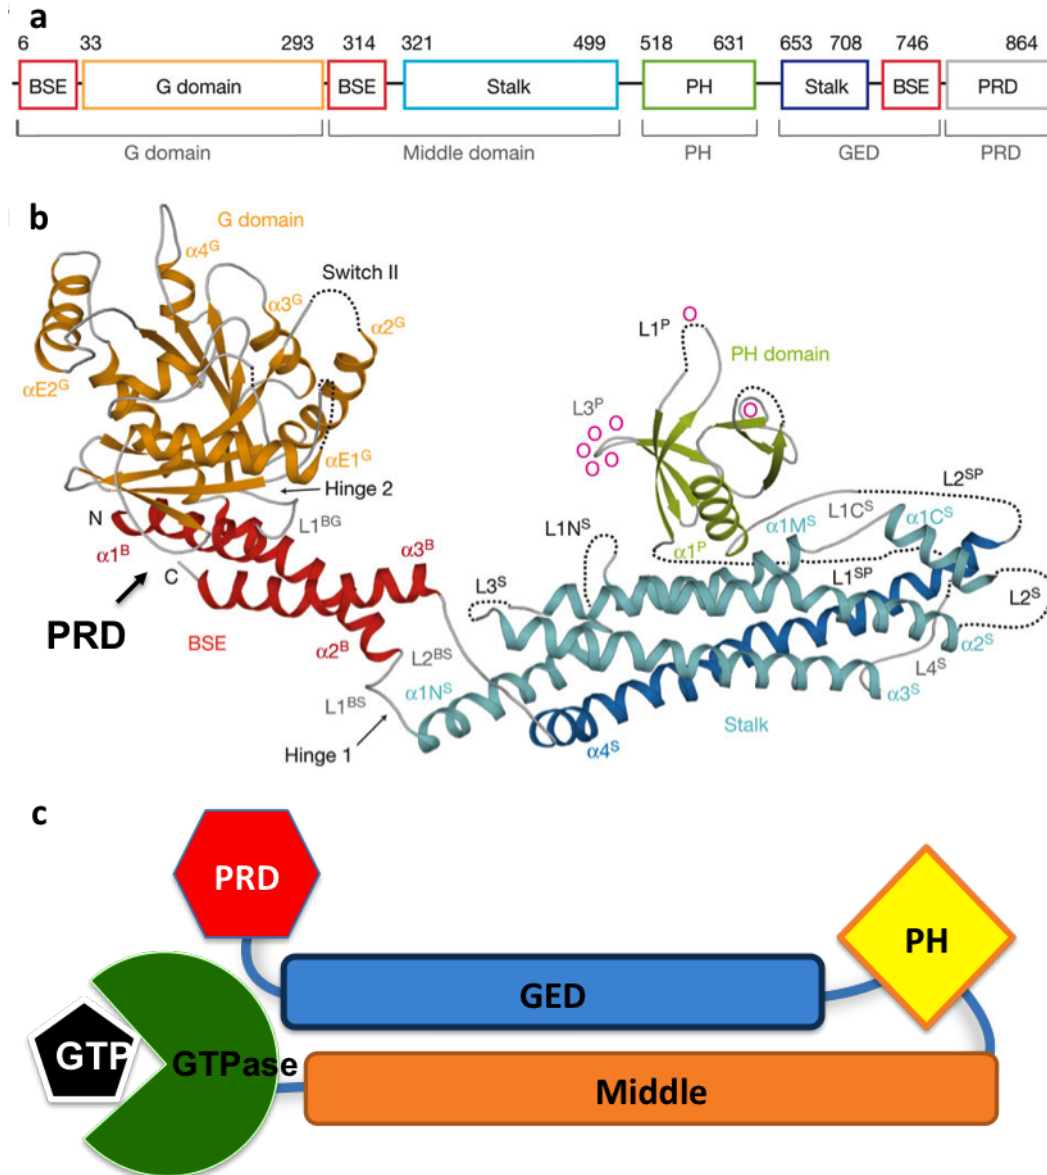 a
6 33 293 314 321 499 518 631 653 708 746 864
BSE G domain BSE Stalk PH Stalk BSE PRD
G domain Middle domain PH GED PRD
b
G domain
α4ᴳ
Switch II
α3ᴳ
α2ᴳ
αE2ᴳ
αE1ᴳ
Hinge 2
N
L1ᴮᴳ
α1ᴮ
α3ᴮ
C
PRD
BSE
α2ᴮ
L2ᴮˢ
L1ᴮˢ
α1Nˢ
Hinge 1
O
L1ᴾ
PH domain
L3ᴾ
O
O
O
O
O
O
L2ˢᴾ
L1Nˢ
α1ᴾ
α1Mˢ
L1Cˢ
α1Cˢ
L3ˢ
L1ˢᴾ
L2ˢ
α2ˢ
L4ˢ
α3ˢ
Stalk
α4ˢ
c
PRD
PH
GED
GTP
GTPase
Middle